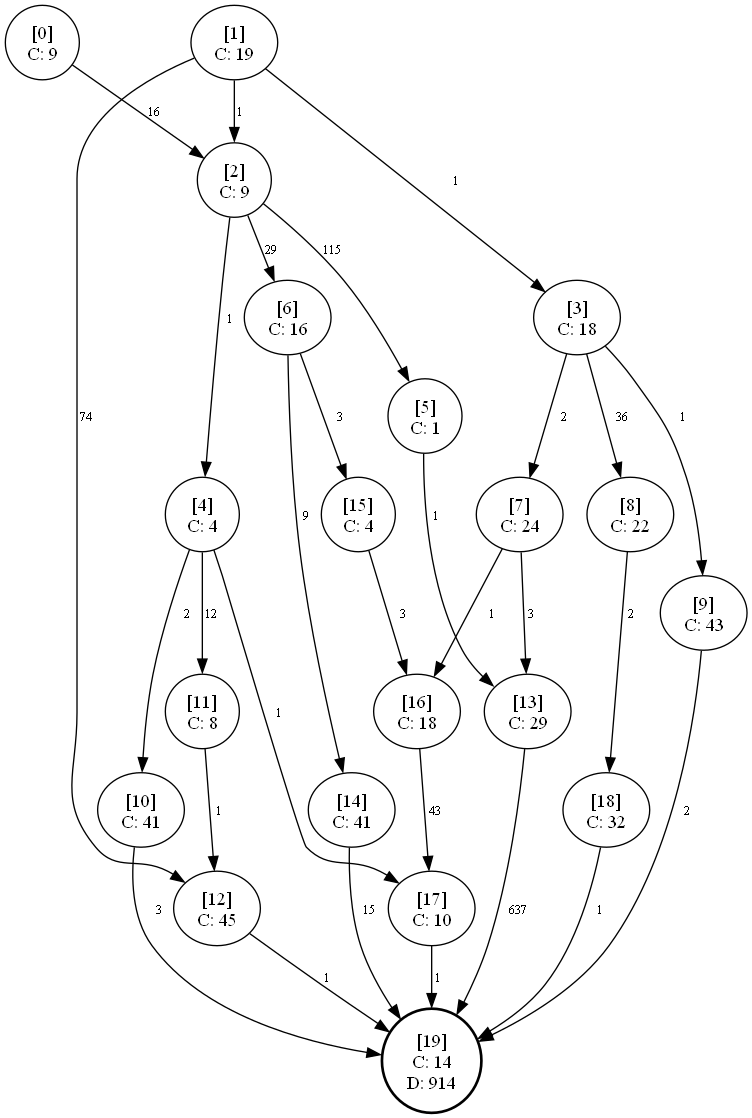 [0]
C: 9
[1]
C: 19
16
1
[2]
C: 9
1
29
115
[6]
C: 16
1
[3]
C: 18
74
3
[5]
C: 1
2
36
1
[4]
C: 4
9
[15]
C: 4
1
[7]
C: 24
[8]
C: 22
2
12
3
1
3
2
[9]
C: 43
[11]
C: 8
1
[16]
C: 18
[13]
C: 29
[10]
C: 41
1
[14]
C: 41
43
[18]
C: 32
2
3
[12]
C: 45
15
[17]
C: 10
637
1
1
1
[19]
C: 14
D: 914